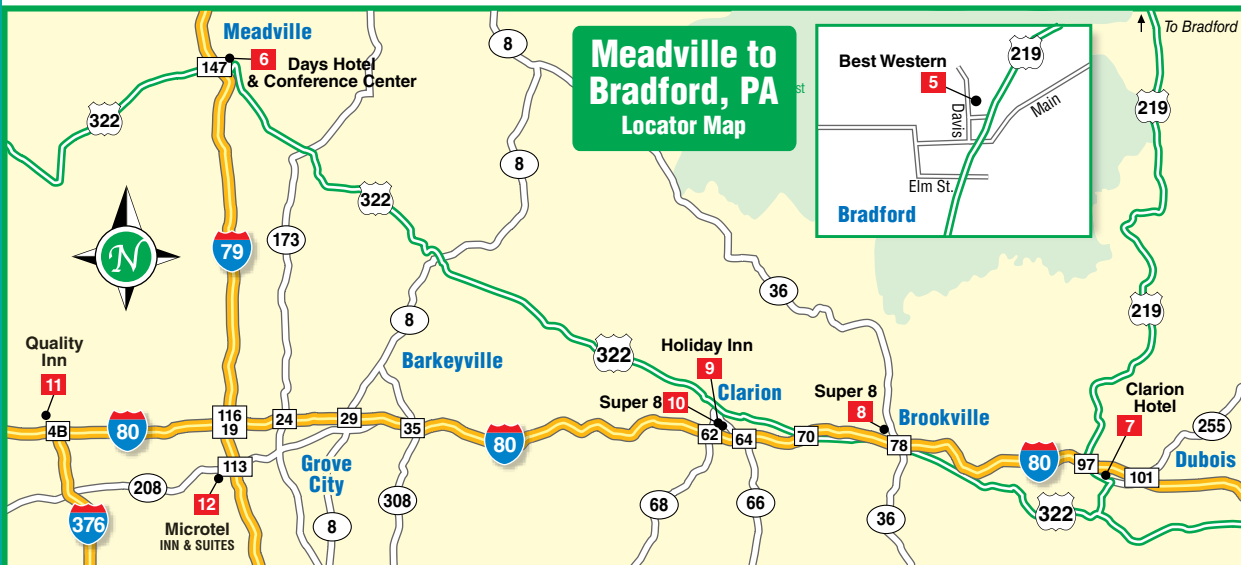 Meadville to
Bradford, PA
Locator Map
st
To Bradford
Meadville
6
Days Hotel
& Conference Center
147
322
8
8
322
173
79
N
8
36
219
219
Best Western
5
219
Davis
Main
Elm St.
Bradford
Quality
Inn
11
4B
80
376
116
19
24
29
35
Barkeyville
113
208
12
Microtel
INN & SUITES
Grove
City
8
308
80
322
Holiday Inn
9
Clarion
Super 8
10
62
64
70
68
66
Super 8
8
Brookville
78
36
80
322
97
Clarion
Hotel
7
101
255
Dubois